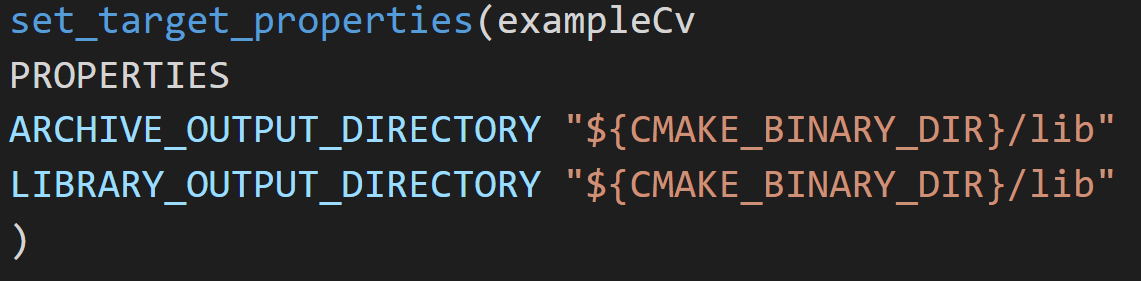 set_target_properties(exampleCv
PROPERTIES
ARCHIVE_OUTPUT_DIRECTORY "${CMAKE_BINARY_DIR}/lib"
LIBRARY_OUTPUT_DIRECTORY "${CMAKE_BINARY_DIR}/lib"
)